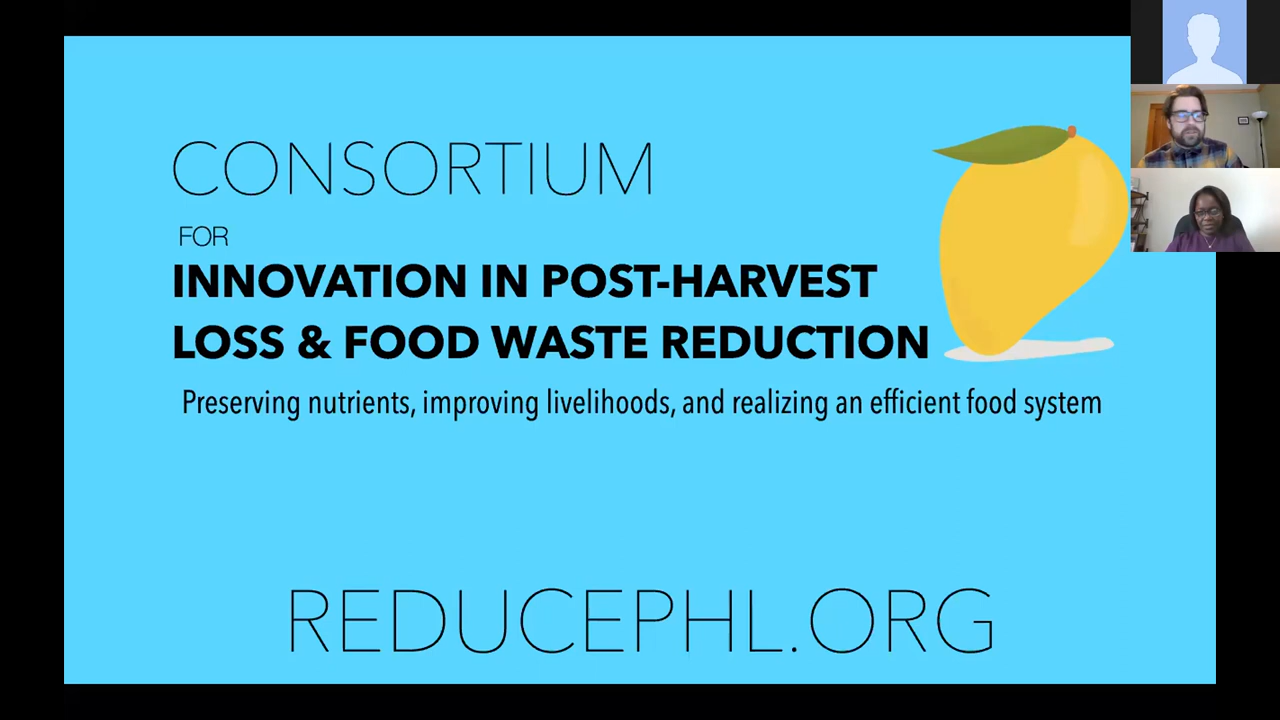 CONSORTIUM
FOR
INNOVATION IN POST-HARVEST
LOSS & FOOD WASTE REDUCTION
Preserving nutrients, improving livelihoods, and realizing an efficient food system
REDUCEPHL.ORG